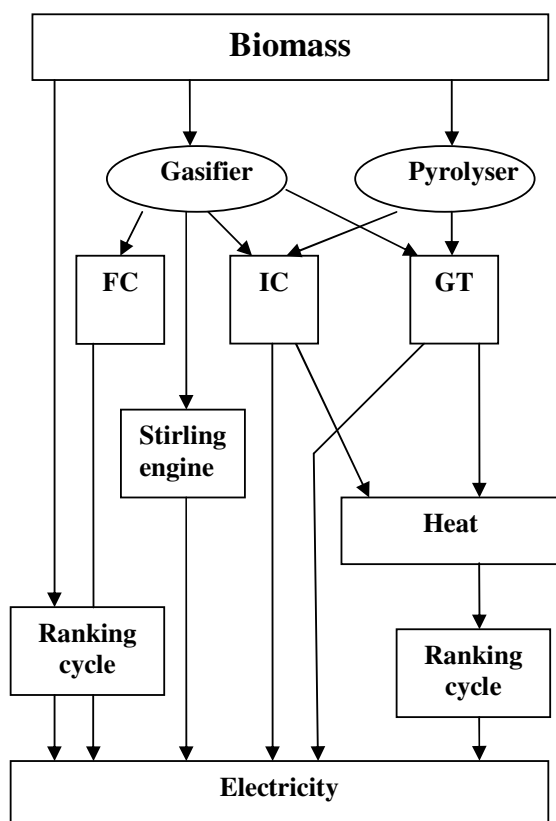 Biomass
Gasifier
Pyrolyser
FC
IC
GT
Stirling
engine
Heat
Ranking
cycle
Ranking
cycle
Electricity